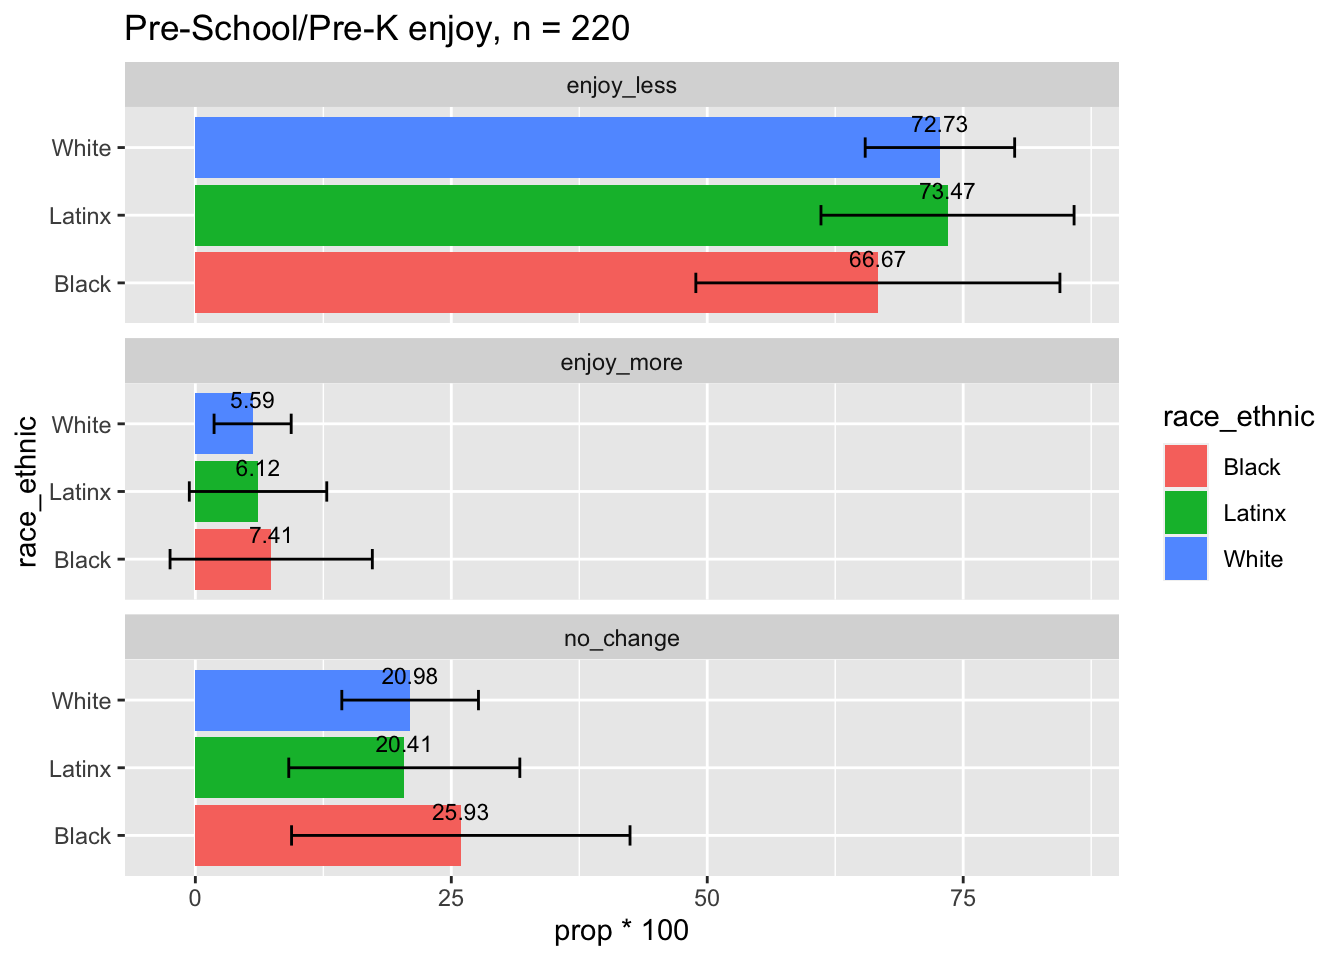 Pre-School/Pre-K enjoy, n = 220
enjoy_less
White
72.73
Latinx
73.47
Black
66.67
enjoy_more
White
5.59
Latinx
6.12
Black
7.41
no_change
White
20.98
Latinx
20.41
Black
25.93
0 25 50 75
prop * 100
race_ethnic
race_ethnic
Black
Latinx
White